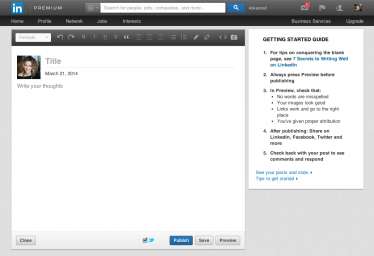 in PREMIUM Search for people, jobs, companies, and more... Advanced
Home Profile Network Jobs Interests Business Services Upgrade
Format B I U
Title
March 21, 2014
Write your thoughts
Close Publish Save Preview
GETTING STARTED GUIDE
1. For tips on conquering the blank
page, see 7 Secrets to Writing Well
on LinkedIn
2. Always press Preview before
publishing
3. In Preview, check that:
• No words are misspelled
• Your images look good
• Links work and go to the right
place
• You've given proper attribution
4. After publishing: Share on
LinkedIn, Facebook, Twitter and
more
5. Check back with your post to see
comments and respond
See your posts and stats
Tips to get started